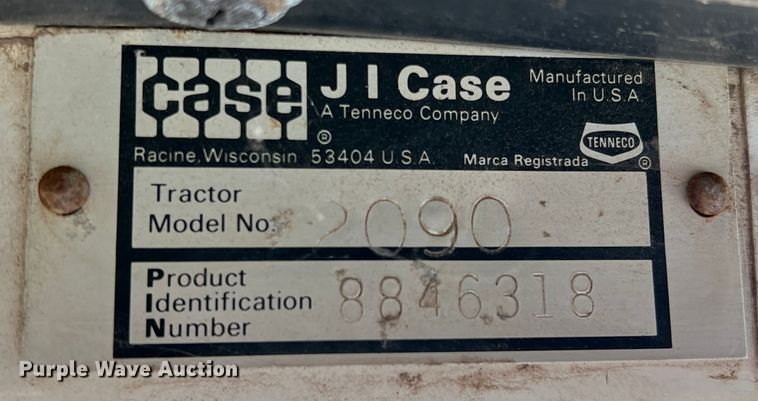 case
J I Case
A Tenneco Company
Manufactured
In U.S.A.
®
Racine, Wisconsin 53404 U.S.A.
Marca Registrada
TENNECO
®
Tractor
Model No. 2090
Product
Identification
Number
8846318
Purple Wave Auction